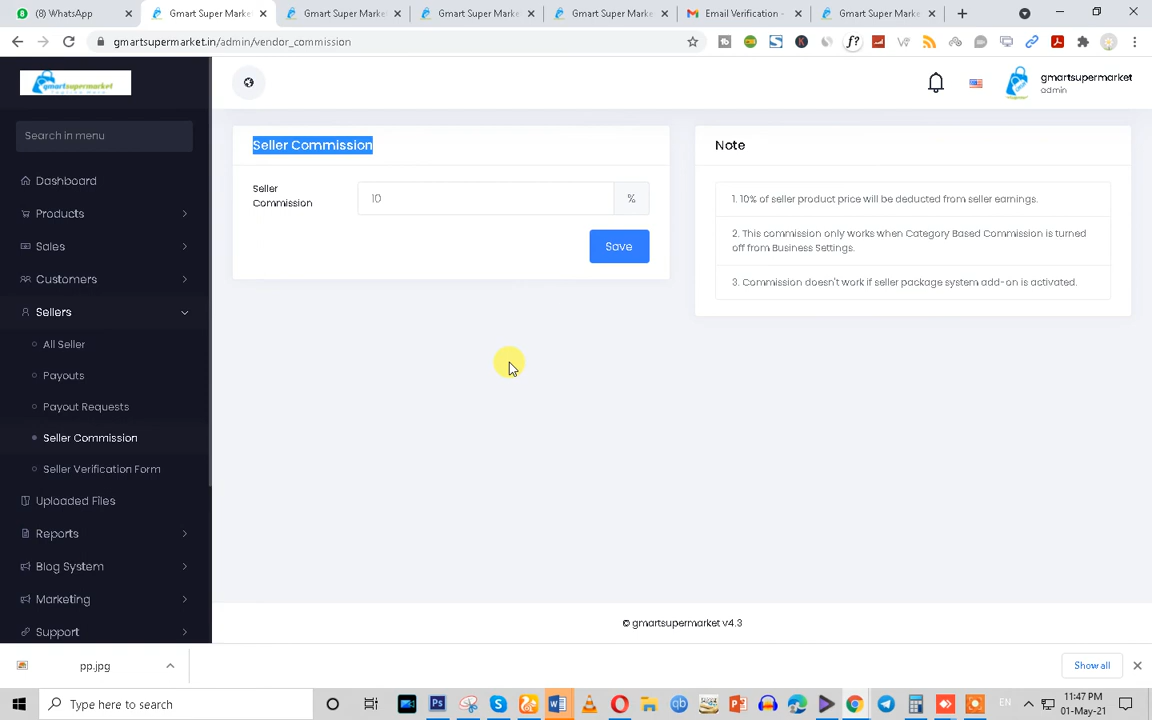 (8) WhatsApp
Gmart Super Marke
Gmart Super Market
Gmart Super Marke
Gmart Super Marke
Email Verification -
Gmart Super Marke
gmartsupermarket.in/admin/vendor_commission
gmartsupermarket
gmartsupermarket
admin
Search in menu
Dashboard
Products
Sales
Customers
Sellers
All Seller
Payouts
Payout Requests
Seller Commission
Seller Verification Form
Uploaded Files
Reports
Blog System
Marketing
Support
Seller Commission
Seller
Commission
10
%
Save
Note
1. 10% of seller product price will be deducted from seller earnings.
2. This commission only works when Category Based Commission is turned
off from Business Settings.
3. Commission doesn't work if seller package system add-on is activated.
© gmartsupermarket v4.3
pp.jpg
Show all
Type here to search
EN
11:47 PM
01-May-21